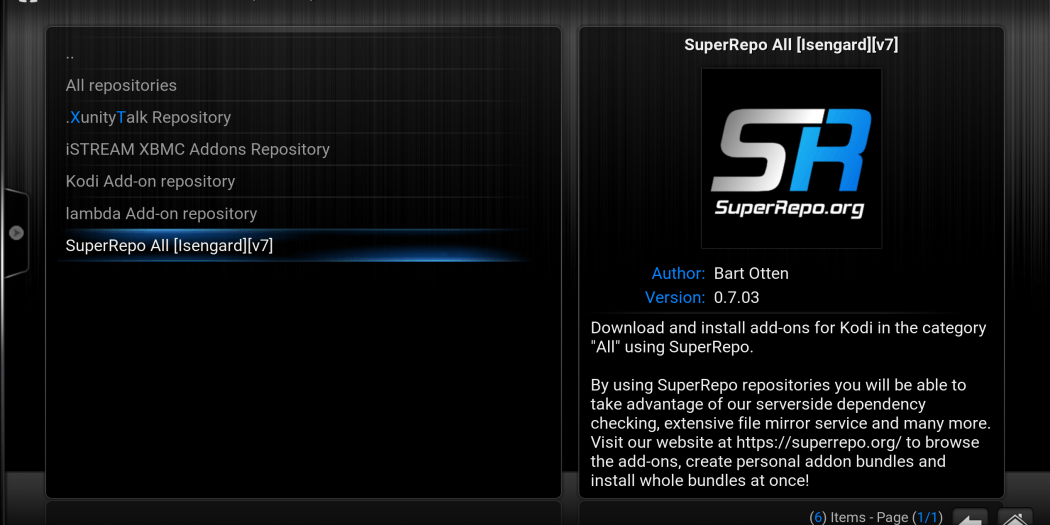 ..
All repositories
.XunityTalk Repository
iSTREAM XBMC Addons Repository
Kodi Add-on repository
lambda Add-on repository
SuperRepo All [Isengard][v7]
SuperRepo All [Isengard][v7]
SR
SuperRepo.org
Author: Bart Otten
Version: 0.7.03
Download and install add-ons for Kodi in the category
"All" using SuperRepo.
By using SuperRepo repositories you will be able to
take advantage of our serverside dependency
checking, extensive file mirror service and many more.
Visit our website at https://superrepo.org/ to browse
the add-ons, create personal addon bundles and
install whole bundles at once!
(6) Items - Page (1/1)